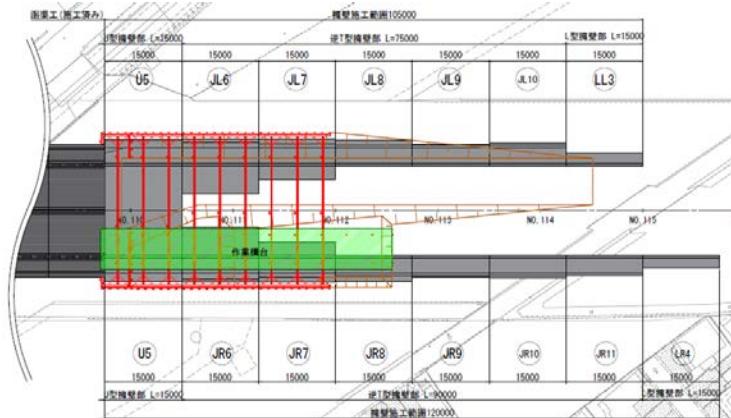 函渠工(施工済み)
擁壁施工範囲105000
U型擁壁部 L=15000
逆T型擁壁部 L=75000
L型擁壁部 L=15000
15000 15000 15000 15000 15000 15000 15000
U5 JL6 JL7 JL8 JL9 JL10 LL3
NO.110 NO.111 NO.112 NO.113 NO.114 NO.115
作業構台
U5 JR6 JR7 JR8 JR9 JR10 JR11 LR4
15000 15000 15000 15000 15000 15000 15000 15000
U型擁壁部 L=15000
逆T型擁壁部 L=90000
L型擁壁部 L=15000
擁壁施工範囲120000